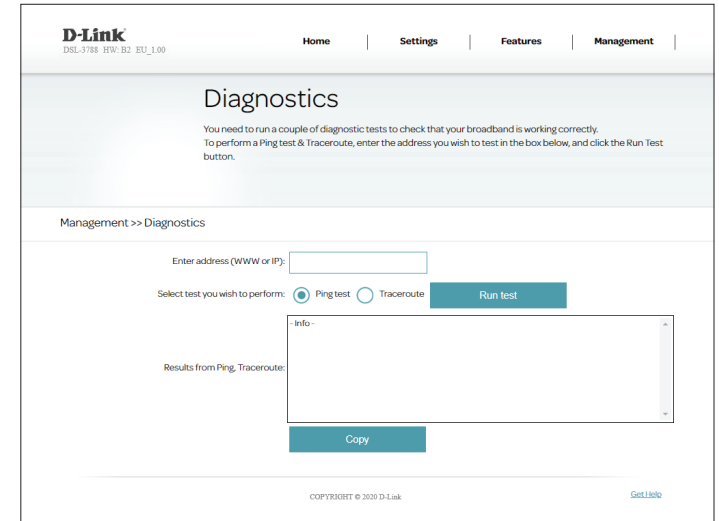 D-Link
DSL-3788 HW: B2 EU_1.00
Home
Settings
Features
Management
Diagnostics
You need to run a couple of diagnostic tests to check that your broadband is working correctly.
To perform a Ping test & Traceroute, enter the address you wish to test in the box below, and click the Run Test
button.
Management >> Diagnostics
Enter address (WWW or IP):
Select test you wish to perform:
Ping test
Traceroute
Run test
- Info -
Results from Ping, Traceroute:
Copy
COPYRIGHT © 2020 D-Link
Get Help